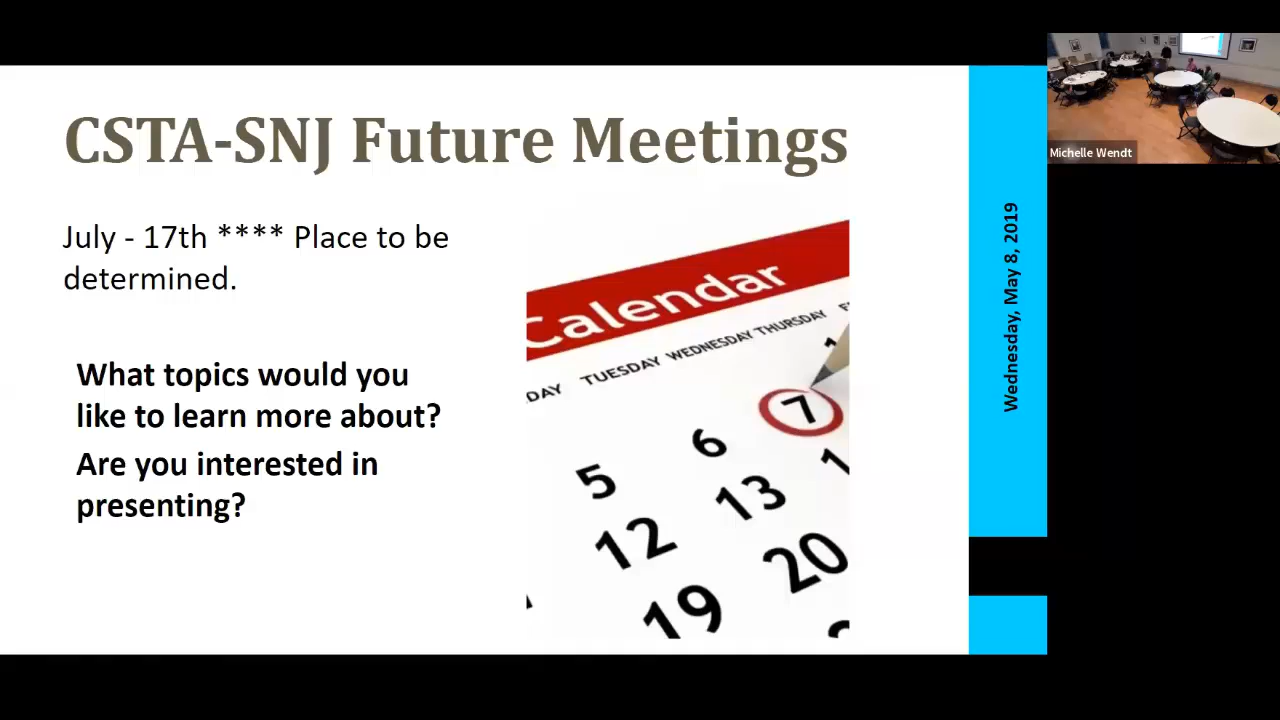 CSTA-SNJ Future Meetings
July - 17th **** Place to be
determined.
What topics would you
like to learn more about?
Are you interested in
presenting?
Calendar
DAY TUESDAY WEDNESDAY THURSDAY
5 6 7
12 13 1
19 20
Wednesday, May 8, 2019
Michelle Wendt